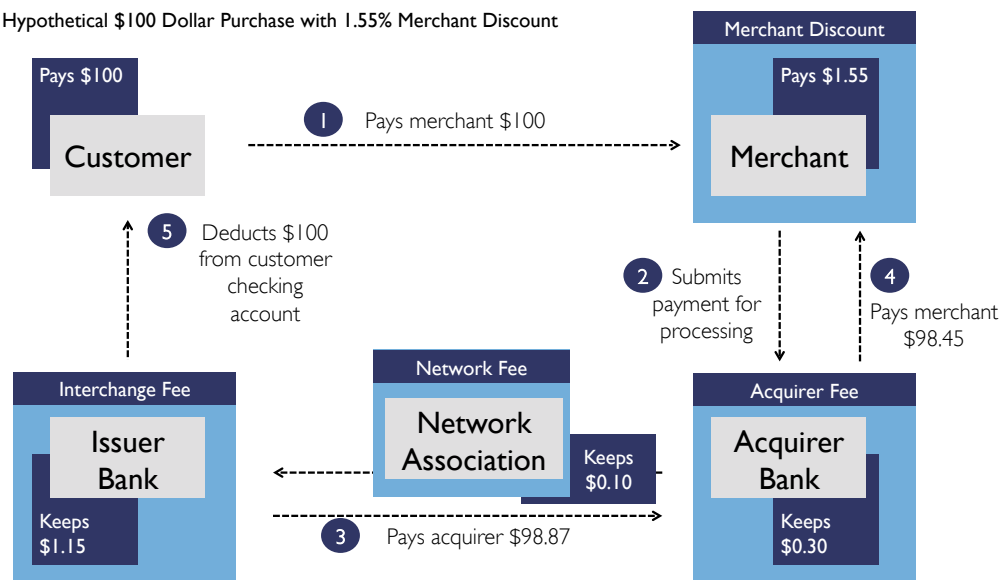 Hypothetical $100 Dollar Purchase with 1.55% Merchant Discount
Merchant Discount
Pays $100
Customer
1
Pays merchant $100
Pays $1.55
Merchant
5
Deducts $100
from customer
checking
account
2
Submits
payment for
processing
4
Pays merchant
$98.45
Interchange Fee
Issuer
Bank
Keeps
$1.15
Network Fee
Network
Association
Keeps
$0.10
3
Pays acquirer $98.87
Acquirer Fee
Acquirer
Bank
Keeps
$0.30